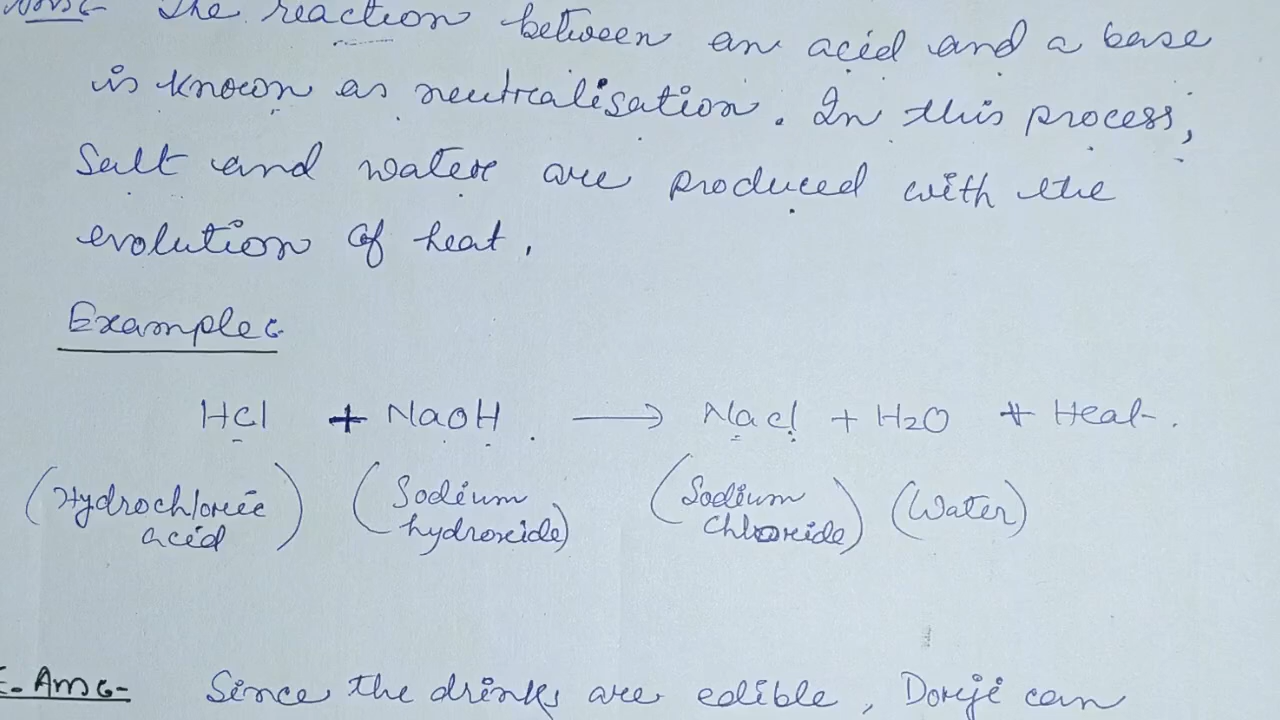 The reaction between an acid and a base
is known as neutralisation. In this process,
Salt and water are produced with the
evolution of heat.
Example:-
HCl + NaOH. → NaCl + H2O + Heat.
(Hydrochloric acid) (Sodium hydroxide) (Sodium chloride) (Water)
Ans:- Since the drinks are edible, Dorji can